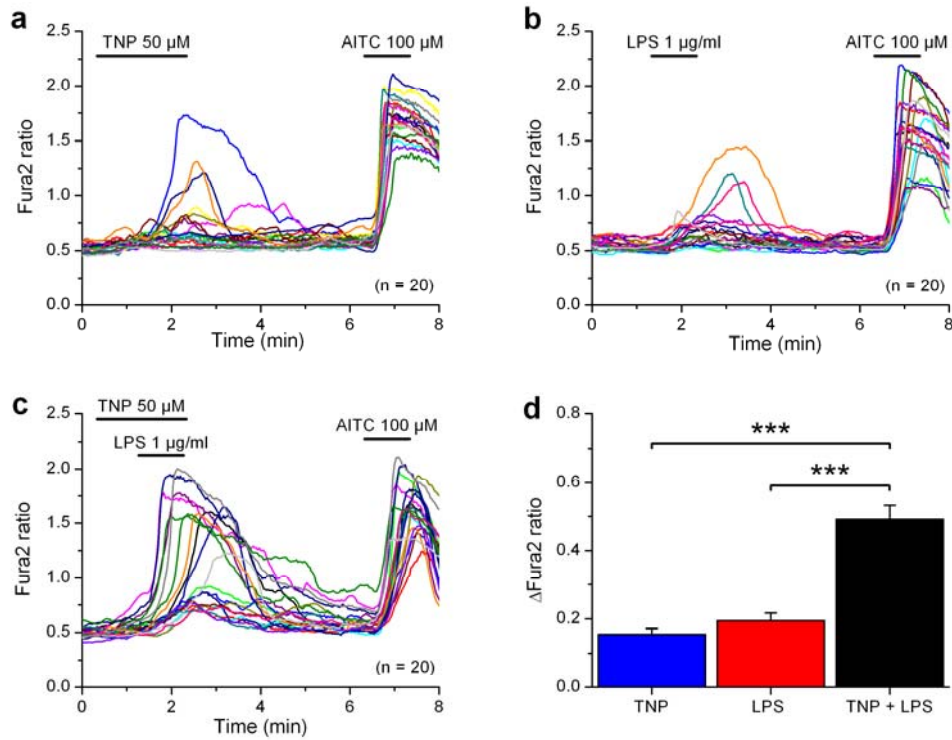 a
TNP 50 µM
AITC 100 µM
2.5
2.0
1.5
1.0
0.5
0.0
Fura2 ratio
(n = 20)
0 2 4 6 8
Time (min)
b
LPS 1 µg/ml
AITC 100 µM
2.5
2.0
1.5
1.0
0.5
0.0
Fura2 ratio
(n = 20)
0 2 4 6 8
Time (min)
c
TNP 50 µM
LPS 1 µg/ml
AITC 100 µM
2.5
2.0
1.5
1.0
0.5
0.0
Fura2 ratio
(n = 20)
0 2 4 6 8
Time (min)
d
0.8
0.6
0.4
0.2
0.0
ΔFura2 ratio
***
***
TNP LPS TNP + LPS